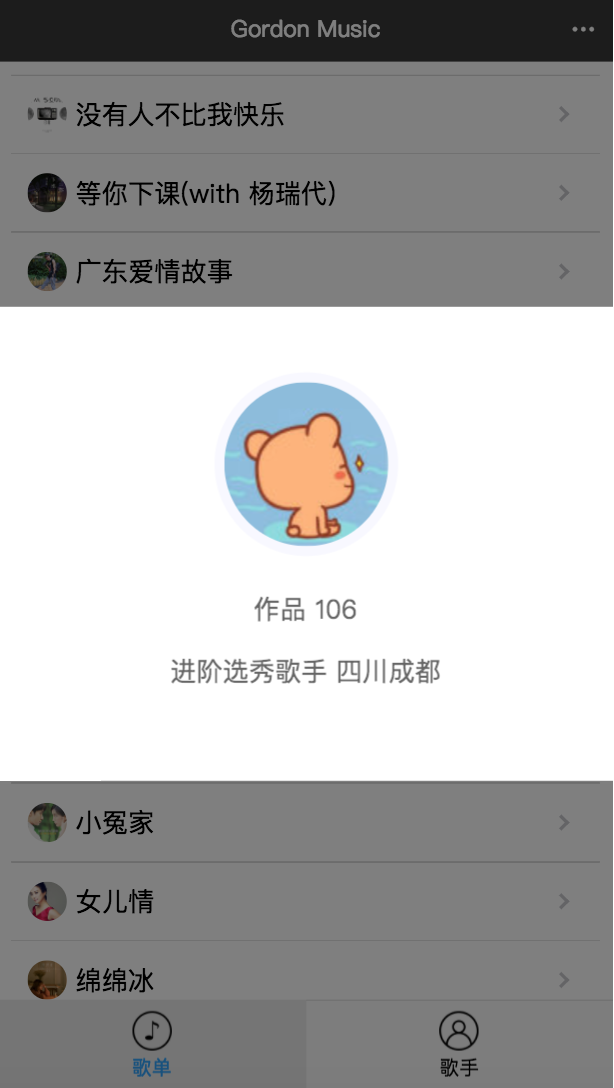 Gordon Music
没有人不比我快乐
等你下课(with 杨瑞代)
广东爱情故事
作品 106
进阶选秀歌手 四川成都
小冤家
女儿情
绵绵冰
歌单
歌手